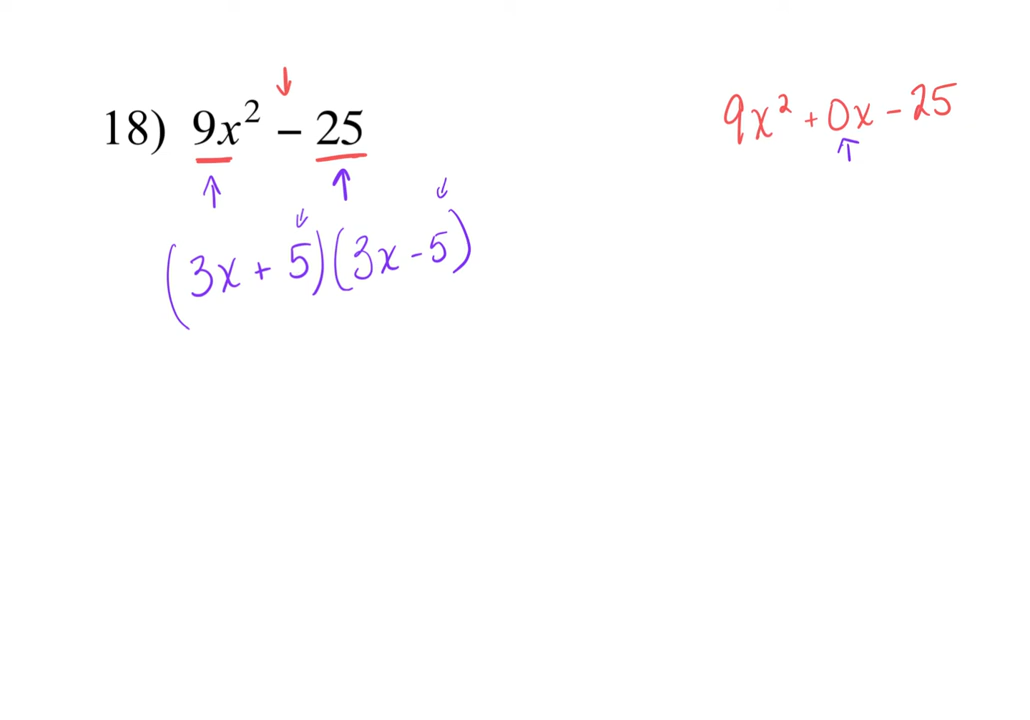 18) 9x² − 25
9x² + 0x − 25
(3x + 5)(3x − 5)